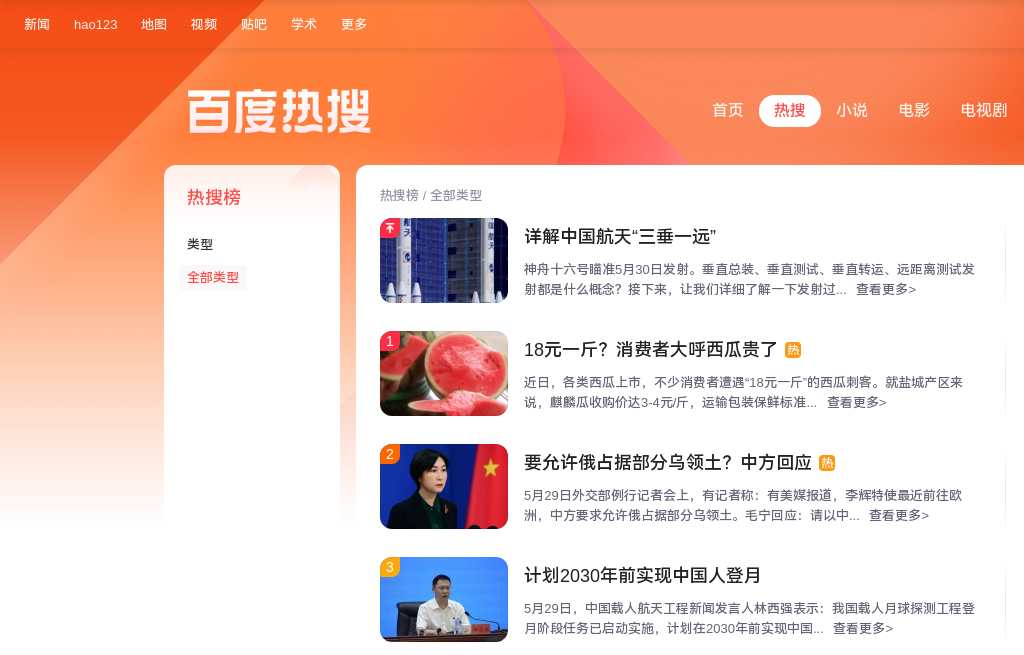 新闻 hao123 地图 视频 贴吧 学术 更多
百度热搜
首页 热搜 小说 电影 电视剧
热搜榜
类型
全部类型
热搜榜 / 全部类型
详解中国航天“三垂一远”
神舟十六号瞄准5月30日发射。垂直总装、垂直测试、垂直转运、远距离测试发
射都是什么概念？接下来，让我们详细了解一下发射过... 查看更多>
1
18元一斤？消费者大呼西瓜贵了 热
近日，各类西瓜上市，不少消费者遭遇“18元一斤”的西瓜刺客。就盐城产区来
说，麒麟瓜收购价达3-4元/斤，运输包装保鲜标准... 查看更多>
2
要允许俄占据部分乌领土？中方回应 热
5月29日外交部例行记者会上，有记者称：有美媒报道，李辉特使最近前往欧
洲，中方要求允许俄占据部分乌领土。毛宁回应：请以中... 查看更多>
3
计划2030年前实现中国人登月
5月29日，中国载人航天工程新闻发言人林西强表示：我国载人月球探测工程登
月阶段任务已启动实施，计划在2030年前实现中国... 查看更多>